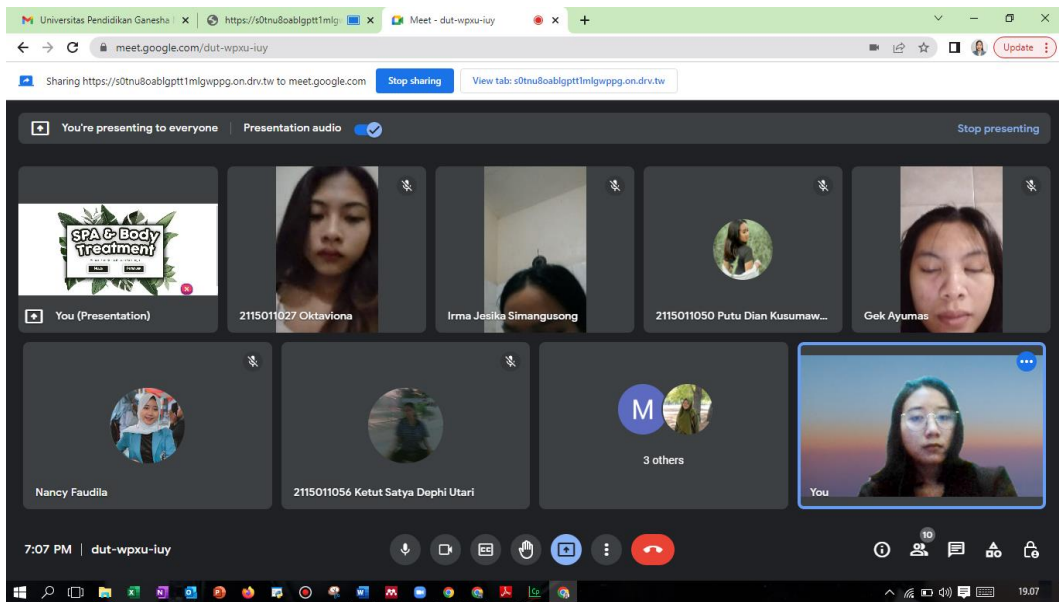 Universitas Pendidikan Ganesha
https://s0tnu8oablgptt1mlg
Meet - dut-wpxu-iuy
meet.google.com/dut-wpxu-iuy
Update
Sharing https://s0tnu8oablgptt1mlgwppg.on.drv.tw to meet.google.com
Stop sharing
View tab: s0tnu8oablgptt1mlgwppg.on.drv.tw
You're presenting to everyone
Presentation audio
Stop presenting
SPA & Body
Treatment
You (Presentation)
2115011027 Oktaviona
Irma Jesika Simangusong
2115011050 Putu Dian Kusumaw...
Gek Ayumas
Nancy Faudila
2115011056 Ketut Satya Dephi Utari
M
3 others
You
7:07 PM | dut-wpxu-iuy
CC
10
19.07